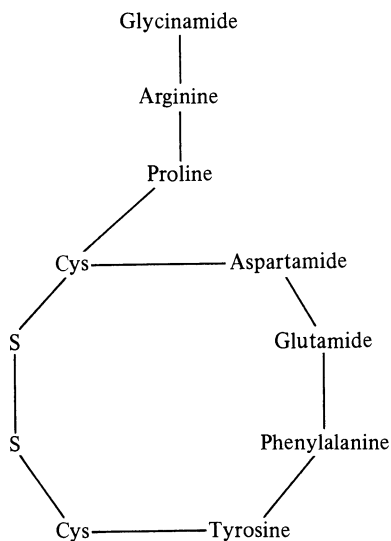 Glycinamide
Arginine
Proline
Cys Aspartamide
S Glutamide
S Phenylalanine
Cys Tyrosine